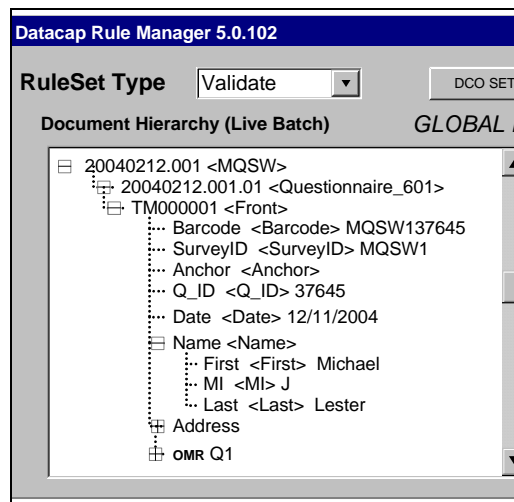 Datacap Rule Manager 5.0.102
RuleSet Type Validate DCO SET
Document Hierarchy (Live Batch) GLOBAL
20040212.001 <MQSW>
20040212.001.01 <Questionnaire_601>
TM000001 <Front>
Barcode <Barcode> MQSW137645
SurveyID <SurveyID> MQSW1
Anchor <Anchor>
Q_ID <Q_ID> 37645
Date <Date> 12/11/2004
Name <Name>
First <First> Michael
MI <MI> J
Last <Last> Lester
Address
OMR Q1